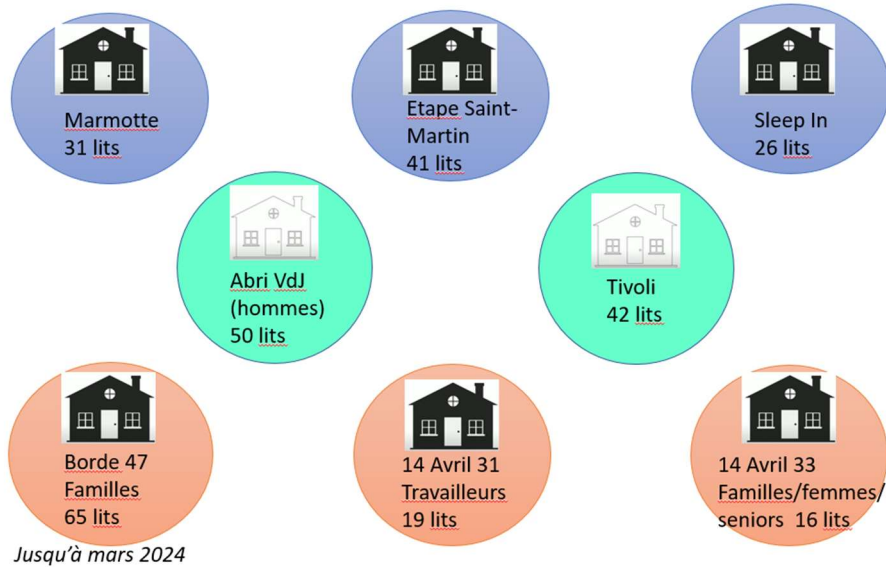 Marmotte
31 lits
Etape Saint-
Martin
41 lits
Sleep In
26 lits
Abri VdJ
(hommes)
50 lits
Tivoli
42 lits
Borde 47
Familles
65 lits
14 Avril 31
Travailleurs
19 lits
14 Avril 33
Familles/femmes/
seniors 16 lits
Jusqu'à mars 2024